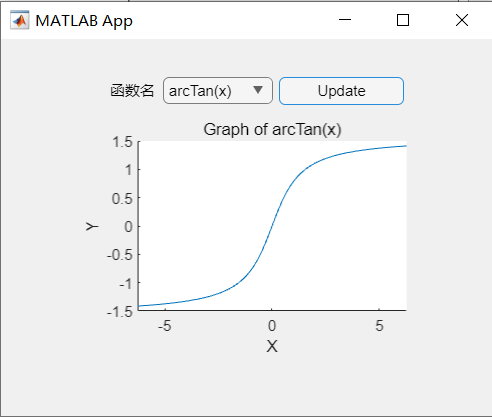 MATLAB App
函数名 arcTan(x) Update
Graph of arcTan(x)
1.5
1
0.5
0
-0.5
-1
-1.5
Y
-5 0 5
X